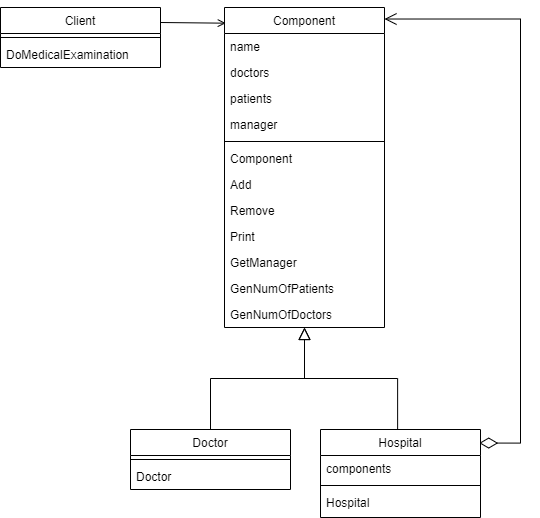 Client
DoMedicalExamination
Component
name
doctors
patients
manager
Component
Add
Remove
Print
GetManager
GenNumOfPatients
GenNumOfDoctors
Doctor
Doctor
Hospital
components
Hospital